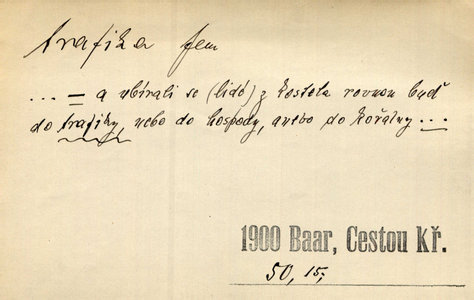 trafika fem
... — a ubírali se (lidé) z kostela rovnou buď
do trafiky, nebo do hospody, anebo do kořalny ...
1900 Baar, Cestou Kř.
50, 15,